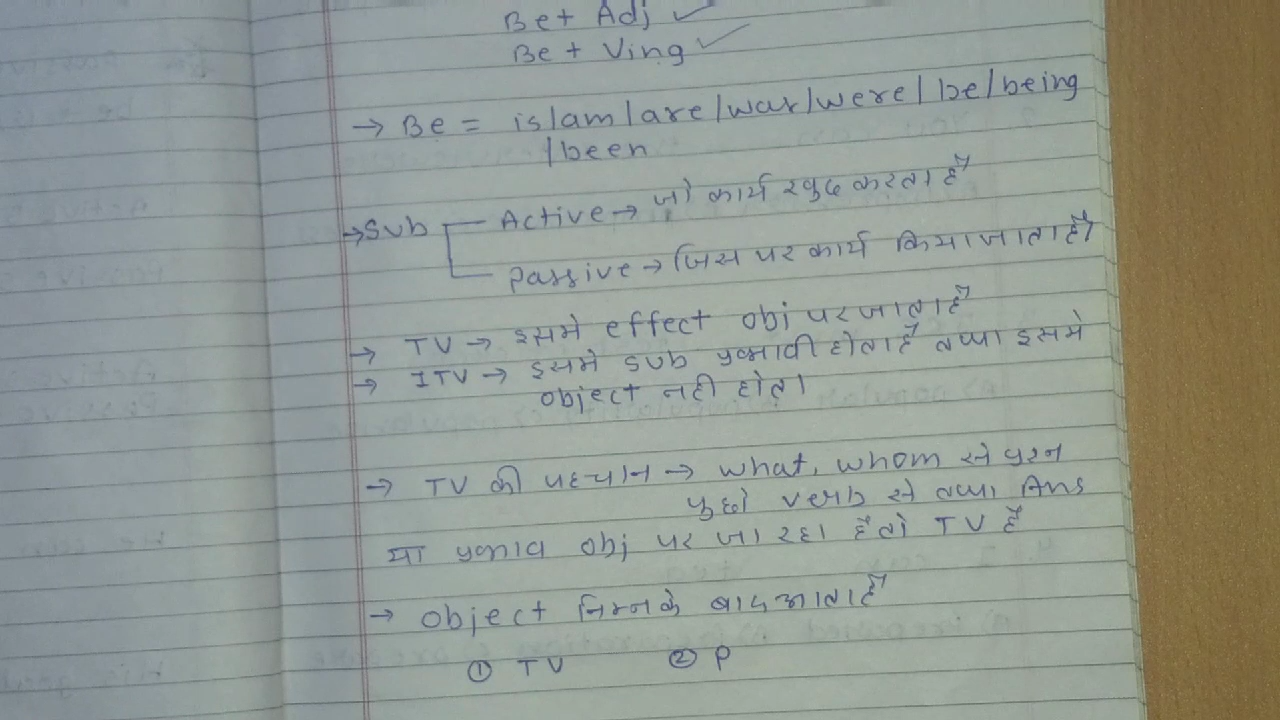 Be + Adj ✓
Be + Ving ✓
→ Be = is/am/are/was/were/be/being
/been
→ Sub Active → जो कार्य खुद करता है
Passive → जिस पर कार्य किया जाता है।
→ TV → इसमे effect obj पर जाता है
→ ITV → इसमे sub प्रभावी होता है तथा इसमे
object नही होता
→ TV की पहचान → what, whom से प्रश्न
पुछो verb से तथा Ans
या प्रभाव obj पर जा रहा है तो TV है
→ object निम्न के बाद आता है
① TV ② P